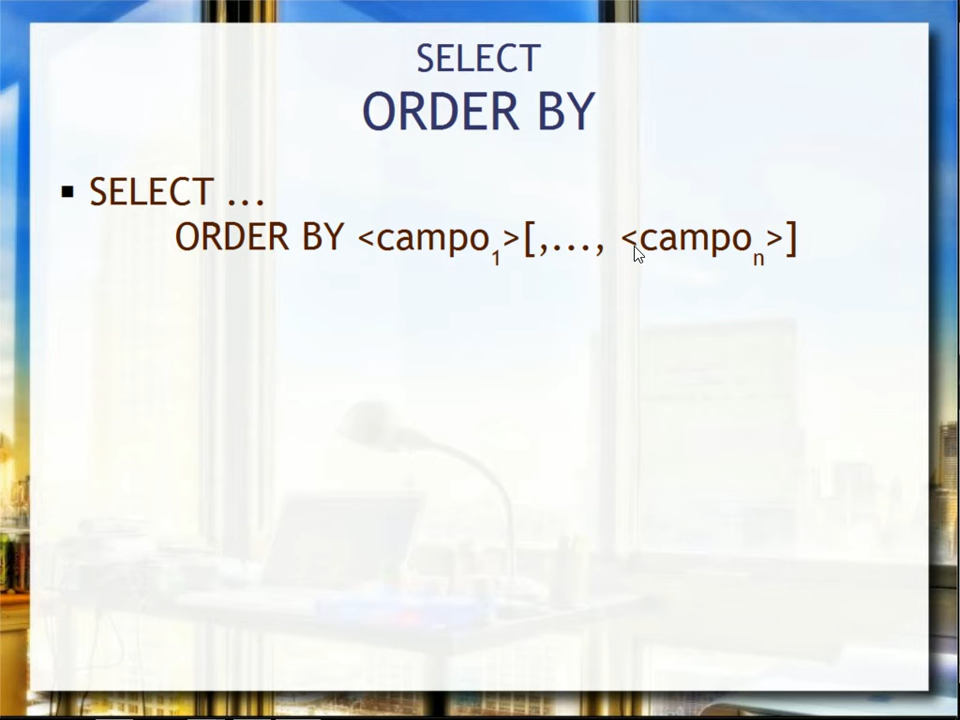 SELECT
ORDER BY
▪ SELECT ...
ORDER BY <campo₁>[,..., <campoₙ>]